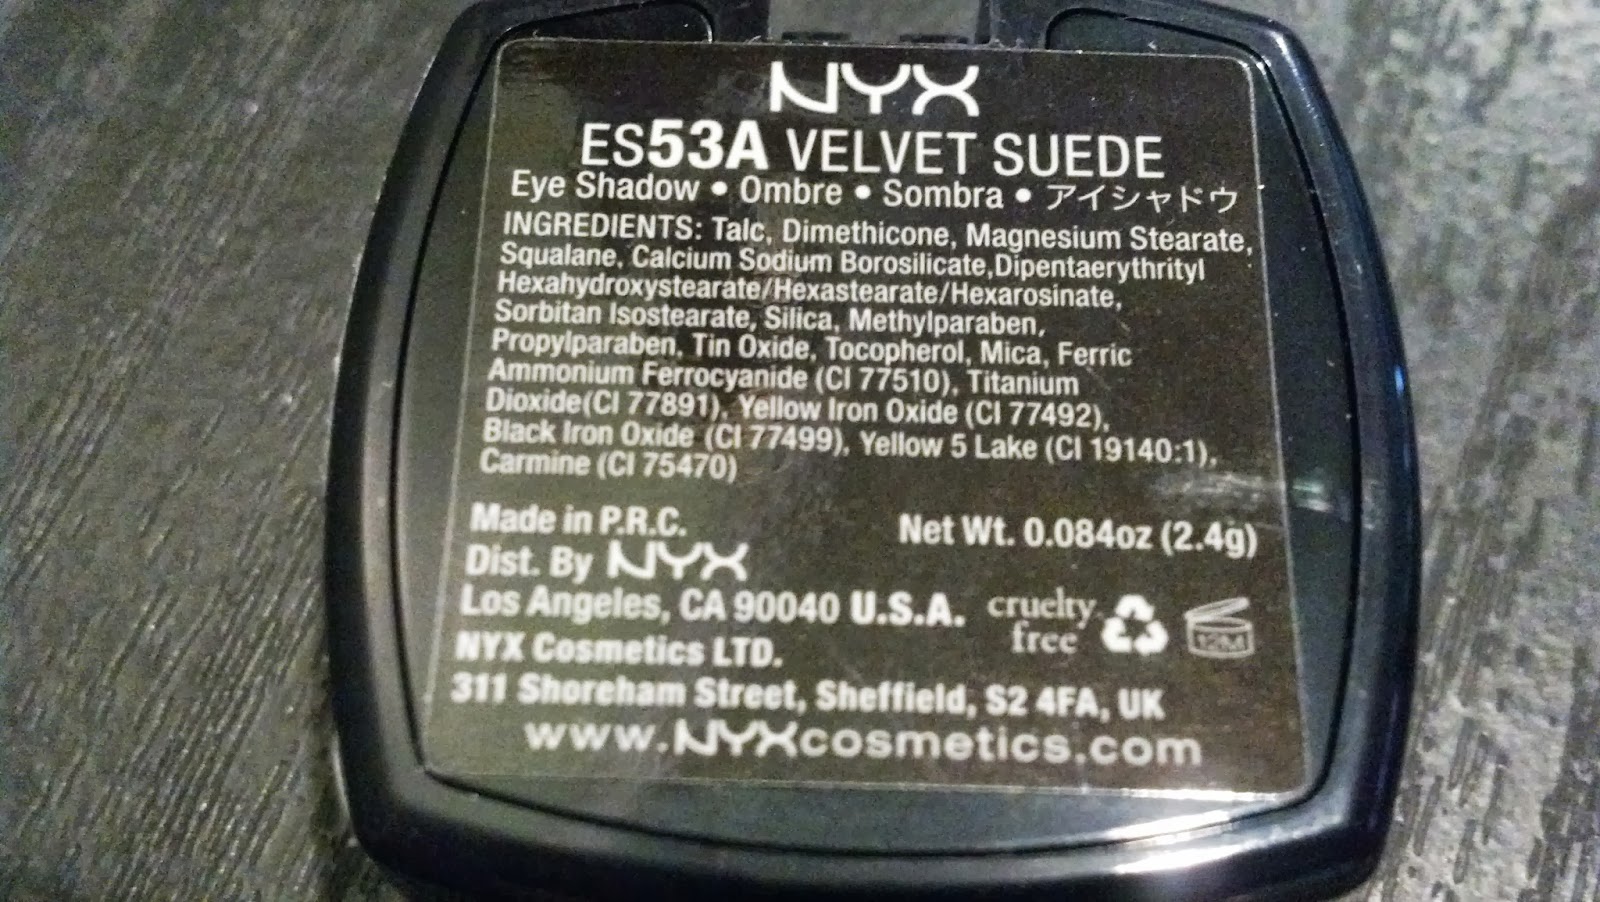 NYX
ES53A VELVET SUEDE
Eye Shadow • Ombre • Sombra • アイシャドウ
INGREDIENTS: Talc, Dimethicone, Magnesium Stearate,
Squalane, Calcium Sodium Borosilicate,Dipentaerythrityl
Hexahydroxystearate/Hexastearate/Hexarosinate,
Sorbitan Isostearate, Silica, Methylparaben,
Propylparaben, Tin Oxide, Tocopherol, Mica, Ferric
Ammonium Ferrocyanide (CI 77510), Titanium
Dioxide(CI 77891), Yellow Iron Oxide (CI 77492),
Black Iron Oxide (CI 77499), Yellow 5 Lake (CI 19140:1),
Carmine (CI 75470)
Made in P.R.C.
Net Wt. 0.084oz (2.4g)
Dist. By NYX
Los Angeles, CA 90040 U.S.A.
cruelty
free
12M
NYX Cosmetics LTD.
311 Shoreham Street, Sheffield, S2 4FA, UK
www.NYXcosmetics.com